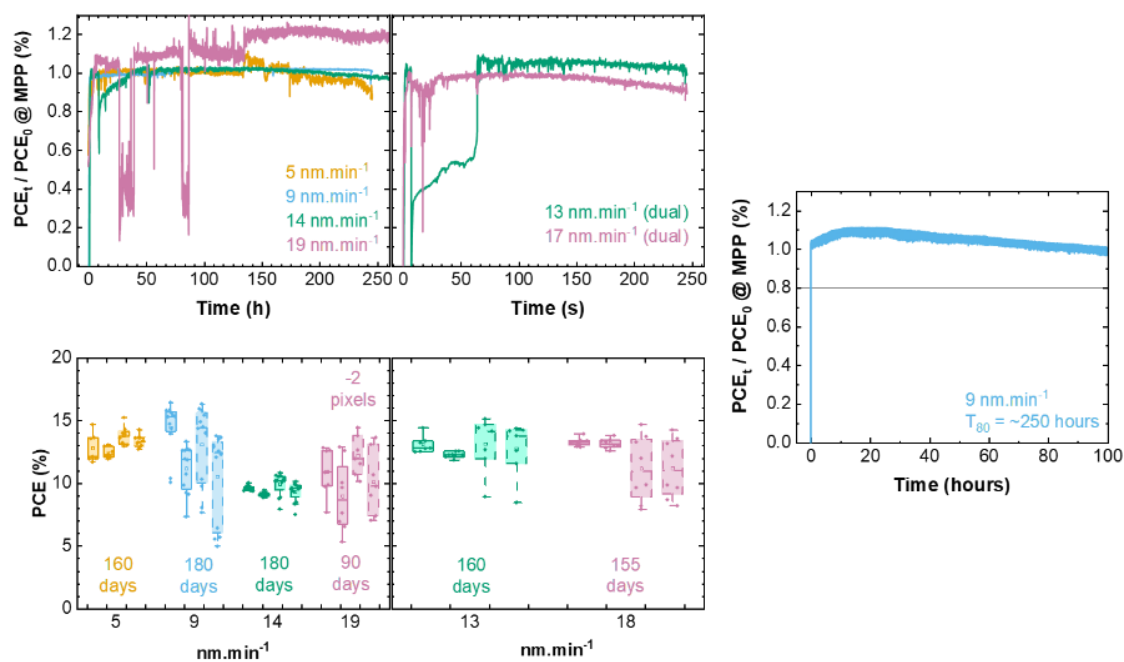 PCEₜ / PCE₀ @ MPP (%)
1.2
1.0
0.8
0.6
0.4
0.2
0.0
5 nm.min⁻¹
9 nm.min⁻¹
14 nm.min⁻¹
19 nm.min⁻¹
0 50 100 150 200 250
Time (h)
13 nm.min⁻¹ (dual)
17 nm.min⁻¹ (dual)
0 50 100 150 200 250
Time (s)
PCE (%)
20
15
10
5
0
-2
pixels
160
days
180
days
180
days
90
days
5 9 14 19
nm.min⁻¹
160
days
155
days
13 18
nm.min⁻¹
PCEₜ / PCE₀ @ MPP (%)
1.2
1.0
0.8
0.6
0.4
0.2
0.0
9 nm.min⁻¹
T₈₀ = ~250 hours
0 20 40 60 80 100
Time (hours)